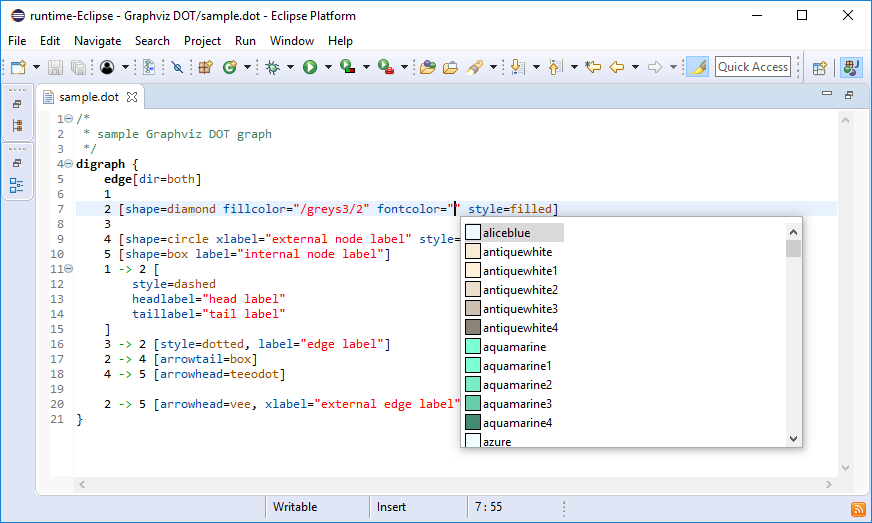 runtime-Eclipse - Graphviz DOT/sample.dot - Eclipse Platform
File Edit Navigate Search Project Run Window Help
Quick Access
sample.dot
1 /*
2  * sample Graphviz DOT graph
3  */
4 digraph {
5     edge[dir=both]
6     1
7     2 [shape=diamond fillcolor="/greys3/2" fontcolor="" style=filled]
8     3
9     4 [shape=circle xlabel="external node label" style=
10     5 [shape=box label="internal node label"]
11     1 -> 2 [
12         style=dashed
13         headlabel="head label"
14         taillabel="tail label"
15     ]
16     3 -> 2 [style=dotted, label="edge label"]
17     2 -> 4 [arrowtail=box]
18     4 -> 5 [arrowhead=teeodot]
19
20     2 -> 5 [arrowhead=vee, xlabel="external edge label"
21 }
aliceblue
antiquewhite
antiquewhite1
antiquewhite2
antiquewhite3
antiquewhite4
aquamarine
aquamarine1
aquamarine2
aquamarine3
aquamarine4
azure
Writable Insert 7 : 55